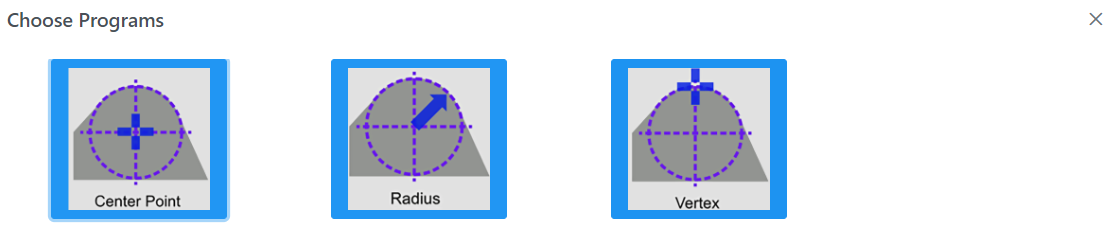 Choose Programs
Center Point
Radius
Vertex